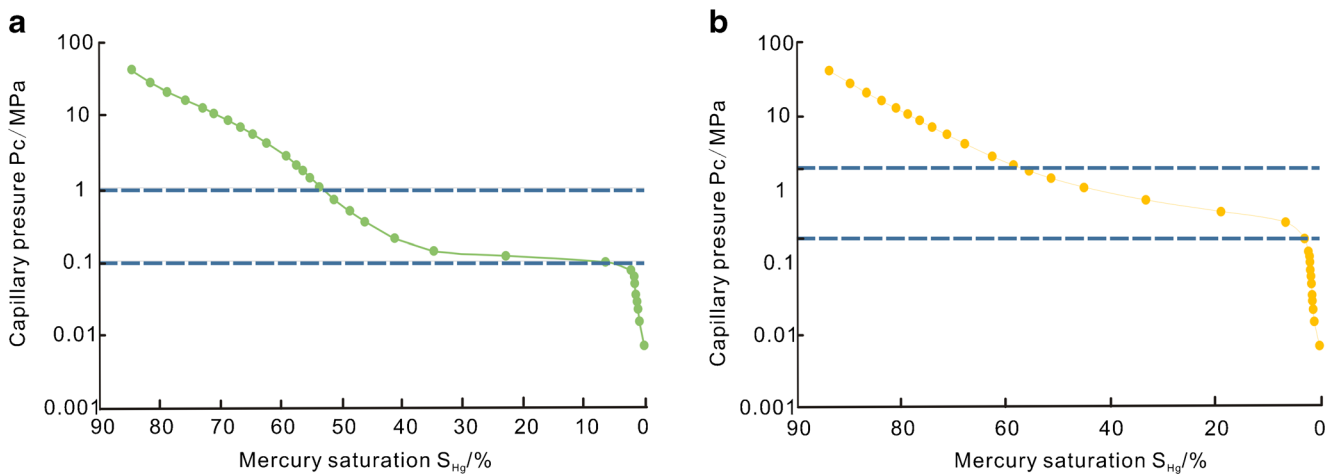 a
Capillary presure Pc/MPa
100
10
1
0.1
0.01
0.001
90 80 70 60 50 40 30 20 10 0
Mercury saturation SHg/%
b
Capillary presure Pc/MPa
100
10
1
0.1
0.01
0.001
90 80 60 40 20 0
Mercury saturation SHg/%